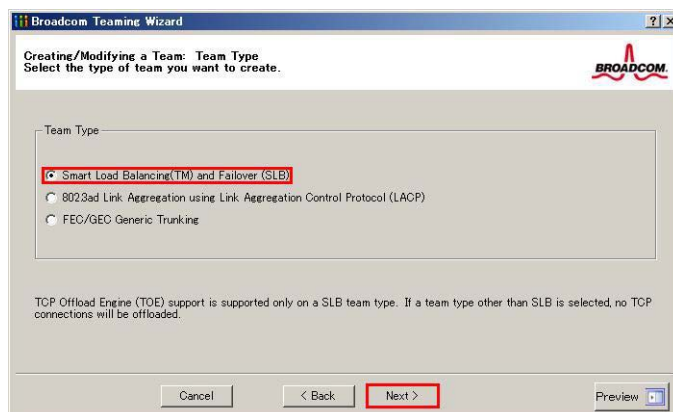 Broadcom Teaming Wizard
Creating/Modifying a Team: Team Type
Select the type of team you want to create.
BROADCOM.
Team Type
Smart Load Balancing(TM) and Failover (SLB)
802.3ad Link Aggregation using Link Aggregation Control Protocol (LACP)
FEC/GEC Generic Trunking
TCP Offload Engine (TOE) support is supported only on a SLB team type. If a team type other than SLB is selected, no TCP
connections will be offloaded.
Cancel
< Back
Next >
Preview